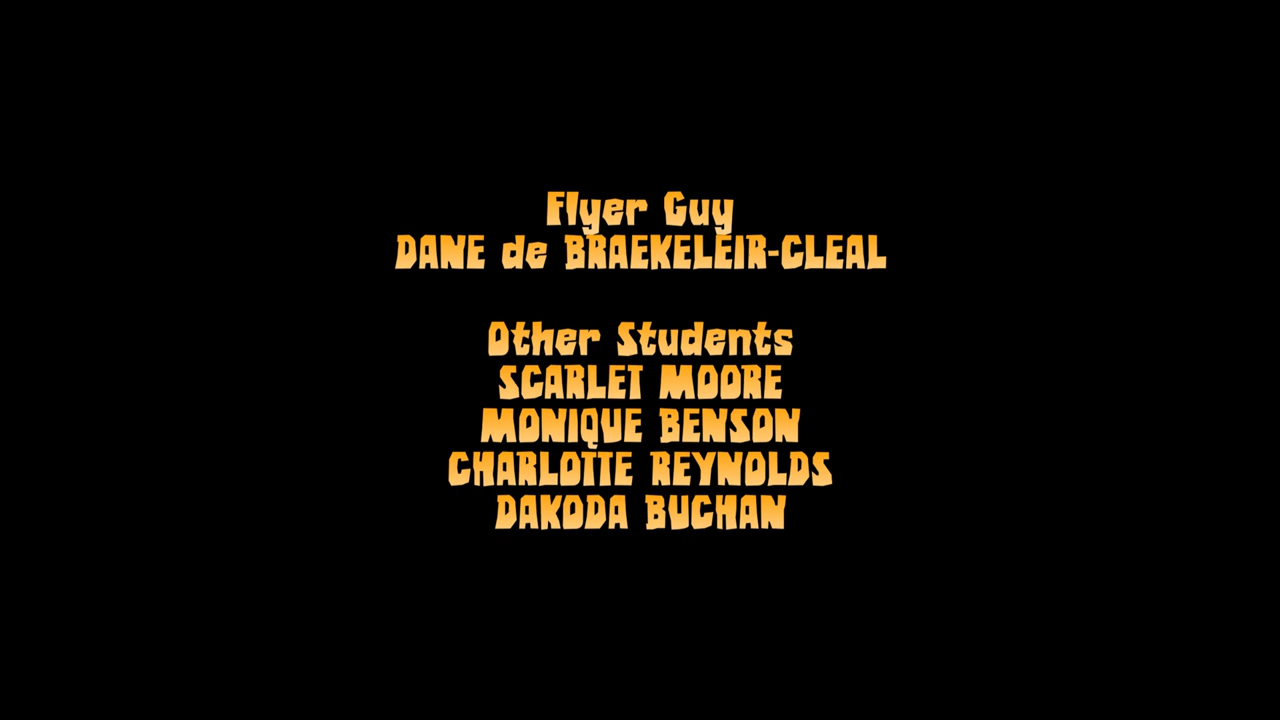 Flyer Guy
DANE de BRAEKELEIR-CLEAL
Other Students
SCARLET MOORE
MONIQUE BENSON
CHARLOTTE REYNOLDS
DAKODA BUCHAN